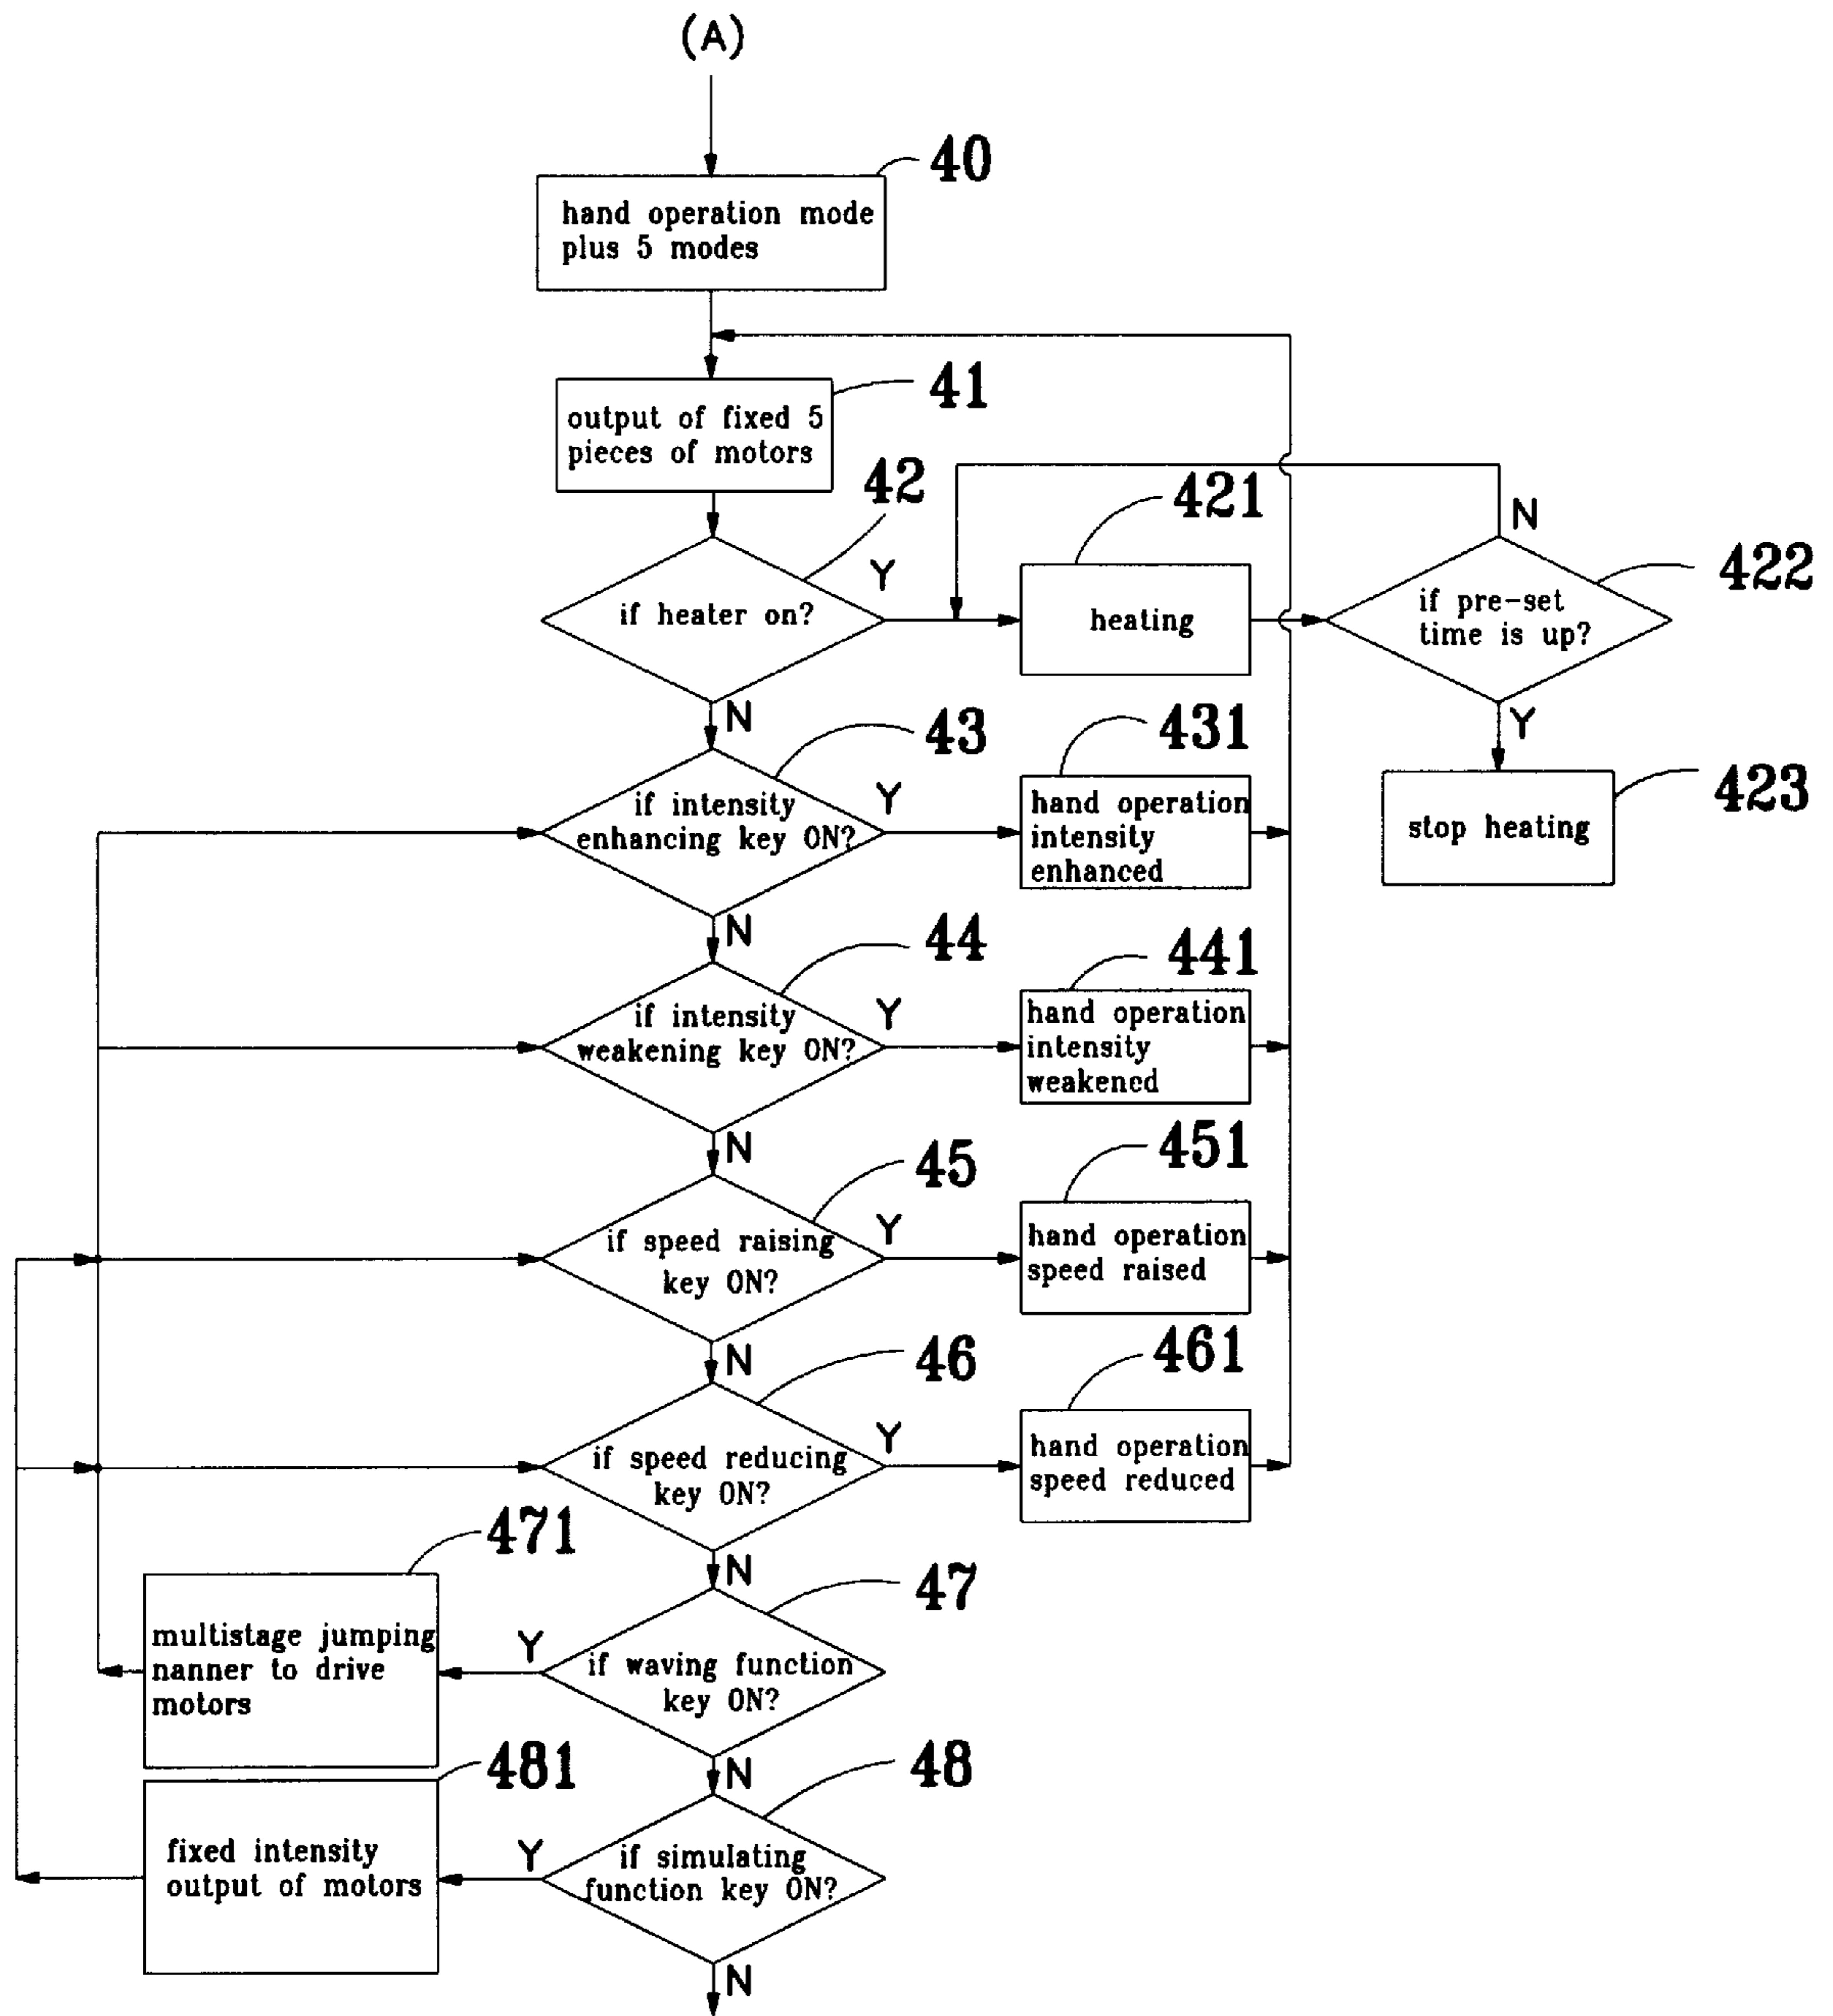 (A)
40
hand operation mode
plus 5 modes
41
output of fixed 5
pieces of motors
42
if heater on?
Y
N
421
heating
422
if pre-set
time is up?
N
Y
423
stop heating
43
if intensity
enhancing key ON?
Y
N
431
hand operation
intensity
enhanced
44
if intensity
weakening key ON?
Y
N
441
hand operation
intensity
weakened
45
if speed raising
key ON?
Y
N
451
hand operation
speed raised
46
if speed reducing
key ON?
Y
N
461
hand operation
speed reduced
47
if waving function
key ON?
Y
N
471
multistage jumping
nanner to drive
motors
48
if simulating
function key ON?
Y
N
481
fixed intensity
output of motors